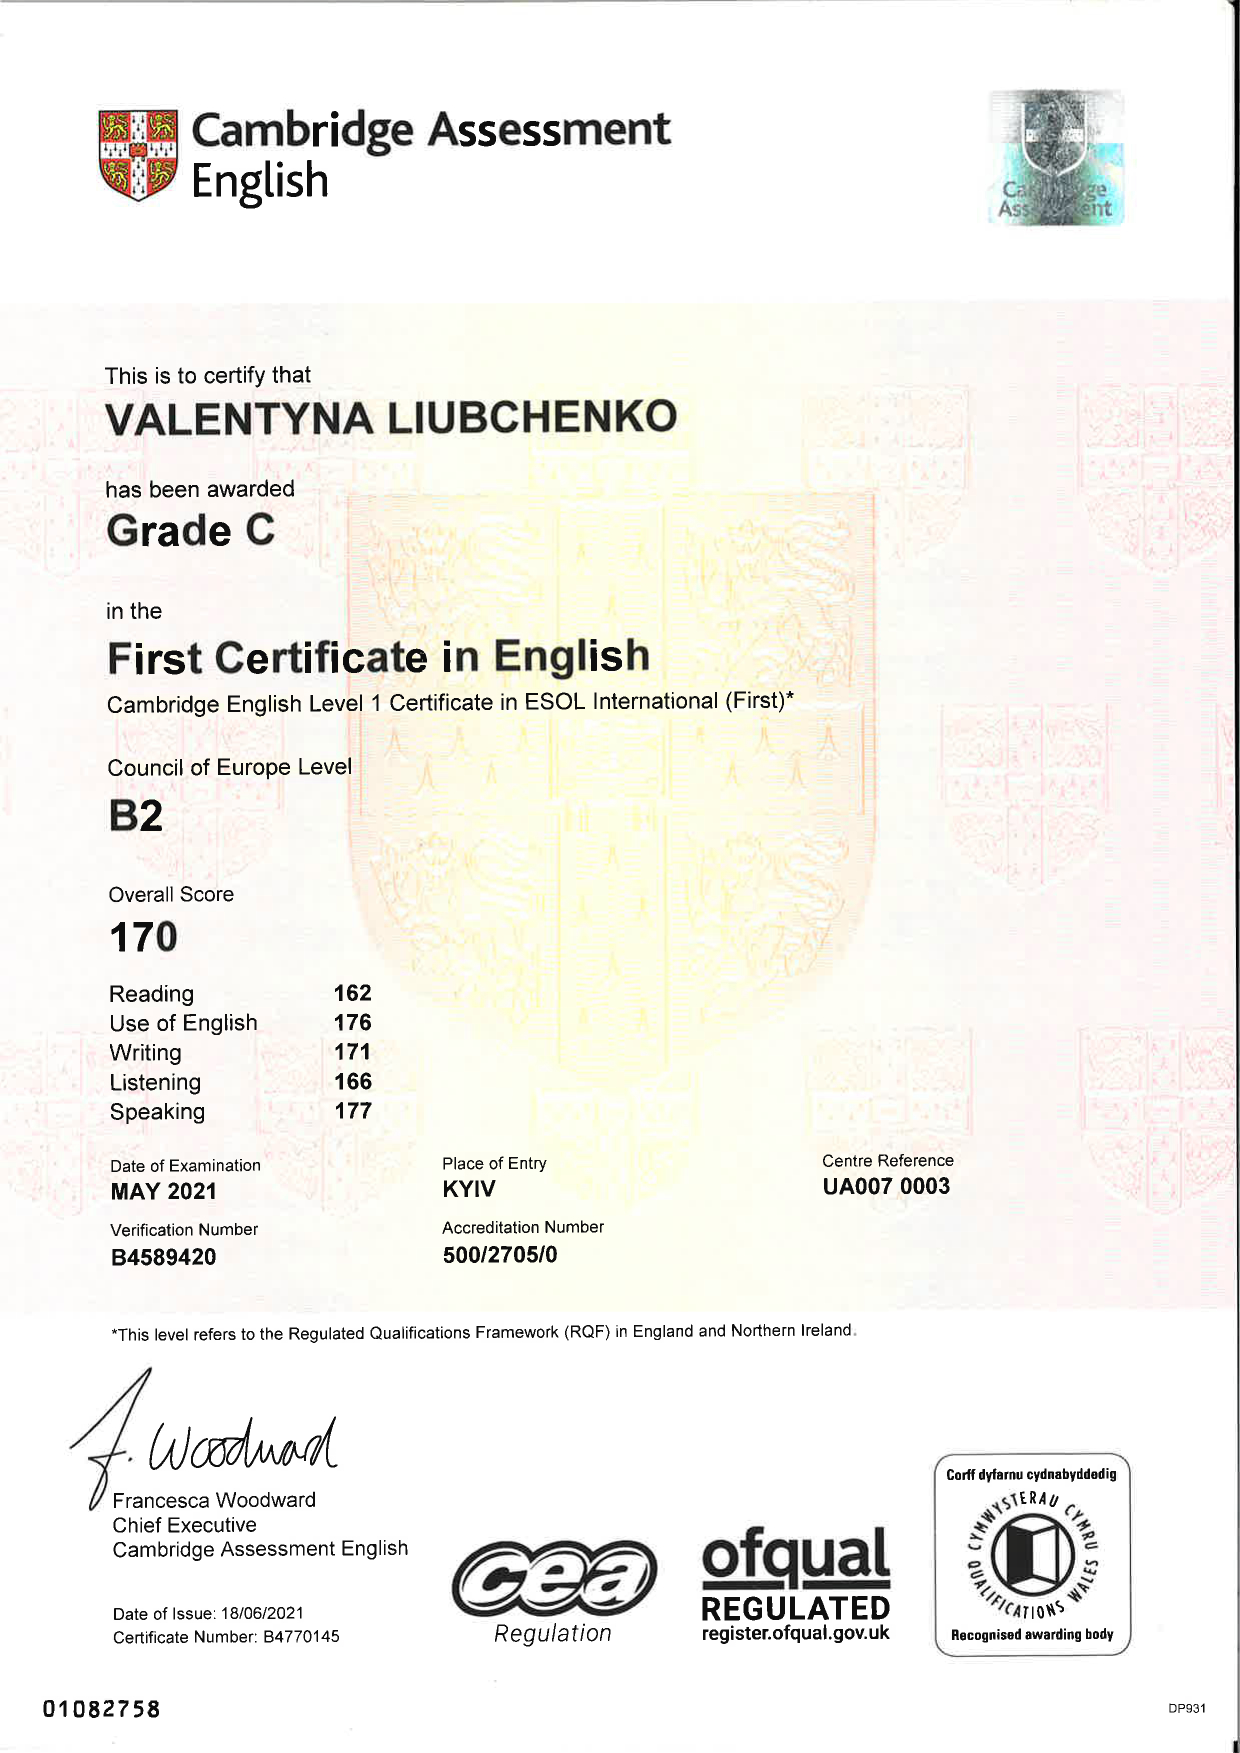 Cambridge Assessment
English
Cambridge
Assessment
This is to certify that
VALENTYNA LIUBCHENKO
has been awarded
Grade C
in the
First Certificate in English
Cambridge English Level 1 Certificate in ESOL International (First)*
Council of Europe Level
B2
Overall Score
170
Reading 162
Use of English 176
Writing 171
Listening 166
Speaking 177
Date of Examination Place of Entry Centre Reference
MAY 2021 KYIV UA007 0003
Verification Number Accreditation Number
B4589420 500/2705/0
*This level refers to the Regulated Qualifications Framework (RQF) in England and Northern Ireland.
F. Woodward
Francesca Woodward
Chief Executive
Cambridge Assessment English
Date of Issue: 18/06/2021
Certificate Number: B4770145
cea
Regulation
ofqual
REGULATED
register.ofqual.gov.uk
Corff dyfarnu cydnabyddedig
CYMWYSTERAU CYMRU
QUALIFICATIONS WALES
Recognised awarding body
01082758
DP931